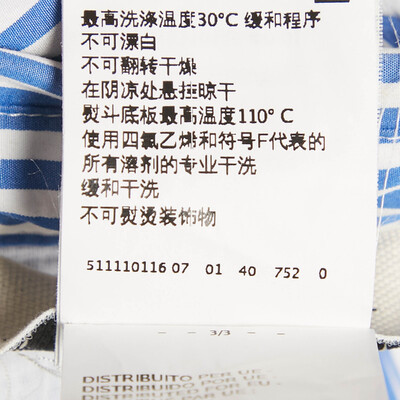 最高洗涤温度30°C 缓和程序
不可漂白
不可翻转干燥
在阴凉处悬挂晾干
熨斗底板最高温度110° C
使用四氯乙烯和符号F代表的
所有溶剂的专业干洗
缓和干洗
不可熨烫装饰物
511110116 07 01 40 752 0
– – 3/3 – –
DISTRIBUITO PER UE
DISTRIBUIDO POR EU